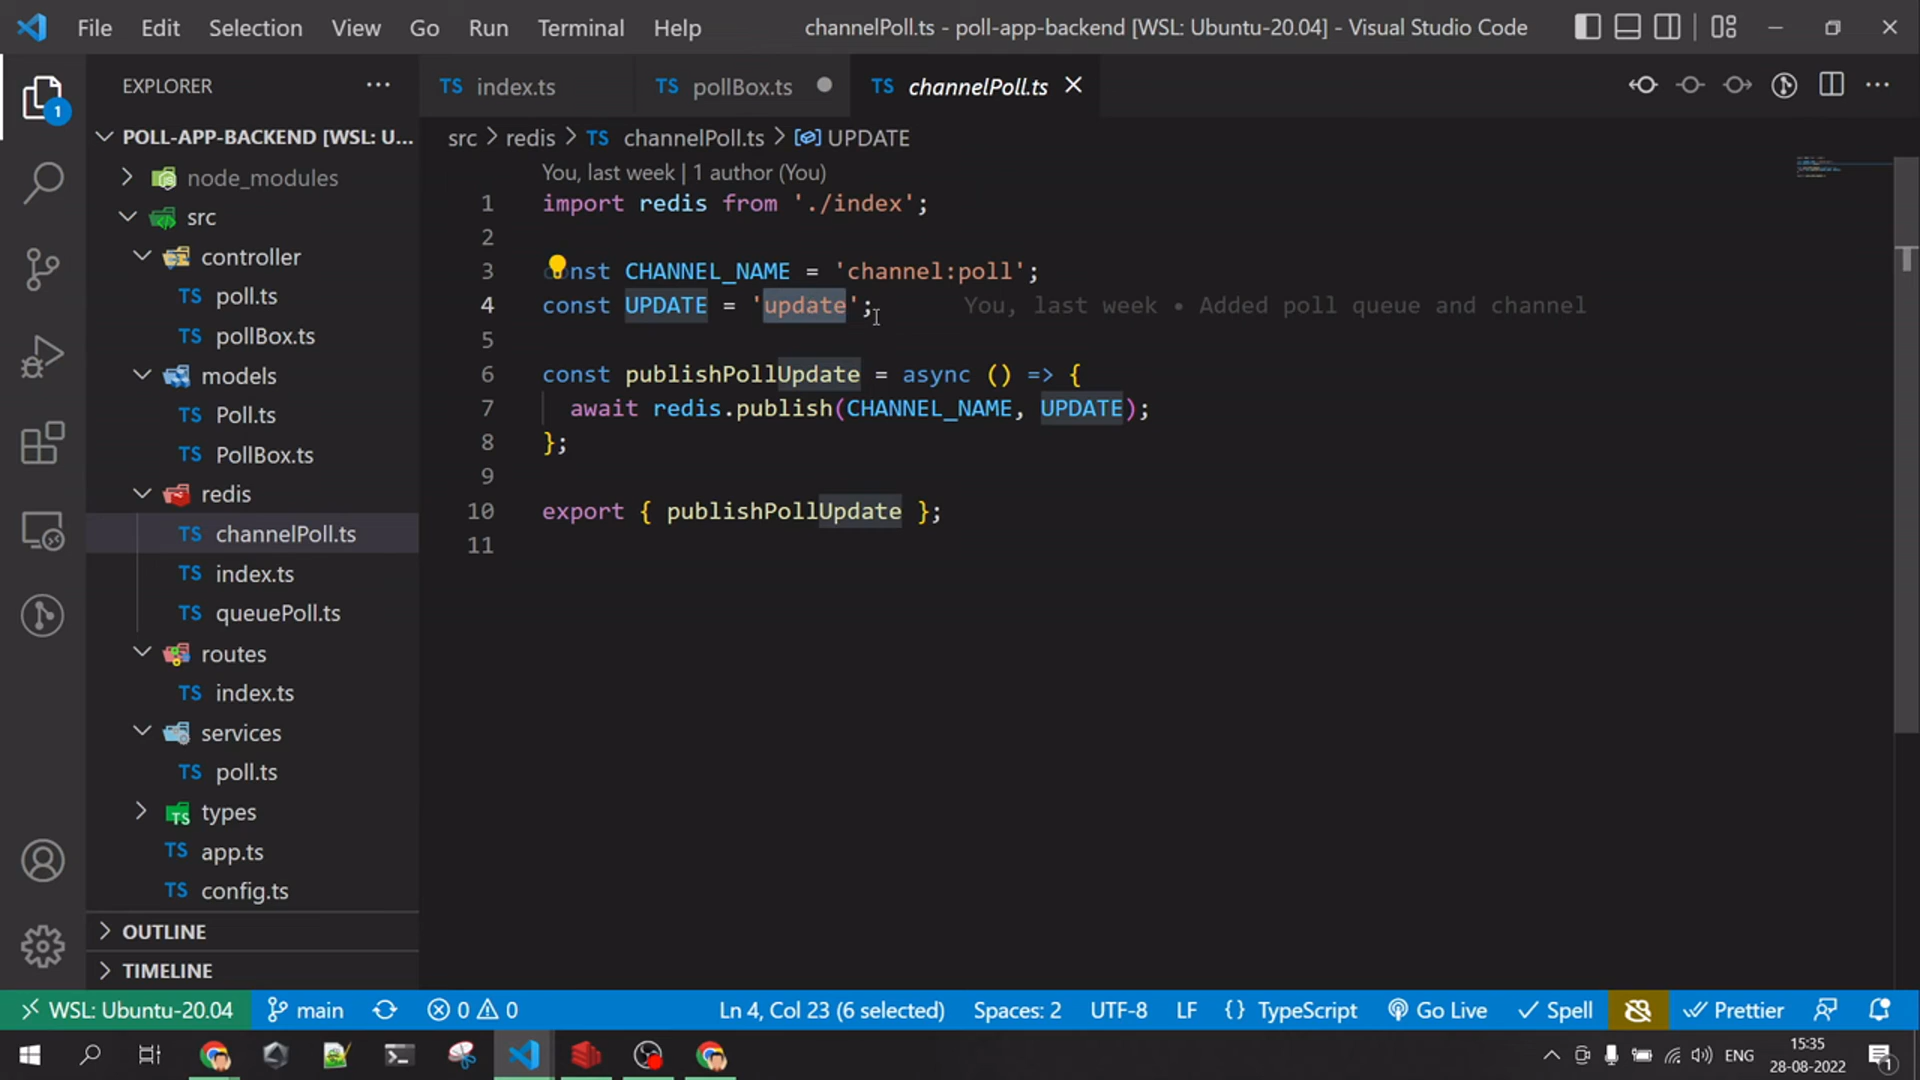 File Edit Selection View Go Run Terminal Help
channelPoll.ts - poll-app-backend [WSL: Ubuntu-20.04] - Visual Studio Code
EXPLORER
TS index.ts
TS pollBox.ts
TS channelPoll.ts
1
POLL-APP-BACKEND [WSL: U...
node_modules
src
controller
TS poll.ts
TS pollBox.ts
models
TS Poll.ts
TS PollBox.ts
redis
TS channelPoll.ts
TS index.ts
TS queuePoll.ts
routes
TS index.ts
services
TS poll.ts
types
TS app.ts
TS config.ts
OUTLINE
TIMELINE
src > redis > TS channelPoll.ts > UPDATE
You, last week | 1 author (You)
1 import redis from './index';
2
3 const CHANNEL_NAME = 'channel:poll';
4 const UPDATE = 'update'; You, last week • Added poll queue and channel
5
6 const publishPollUpdate = async () => {
7 await redis.publish(CHANNEL_NAME, UPDATE);
8 };
9
10 export { publishPollUpdate };
11
WSL: Ubuntu-20.04 main 0 0 Ln 4, Col 23 (6 selected) Spaces: 2 UTF-8 LF {} TypeScript Go Live Spell Prettier
ENG
15:35
28-08-2022
1